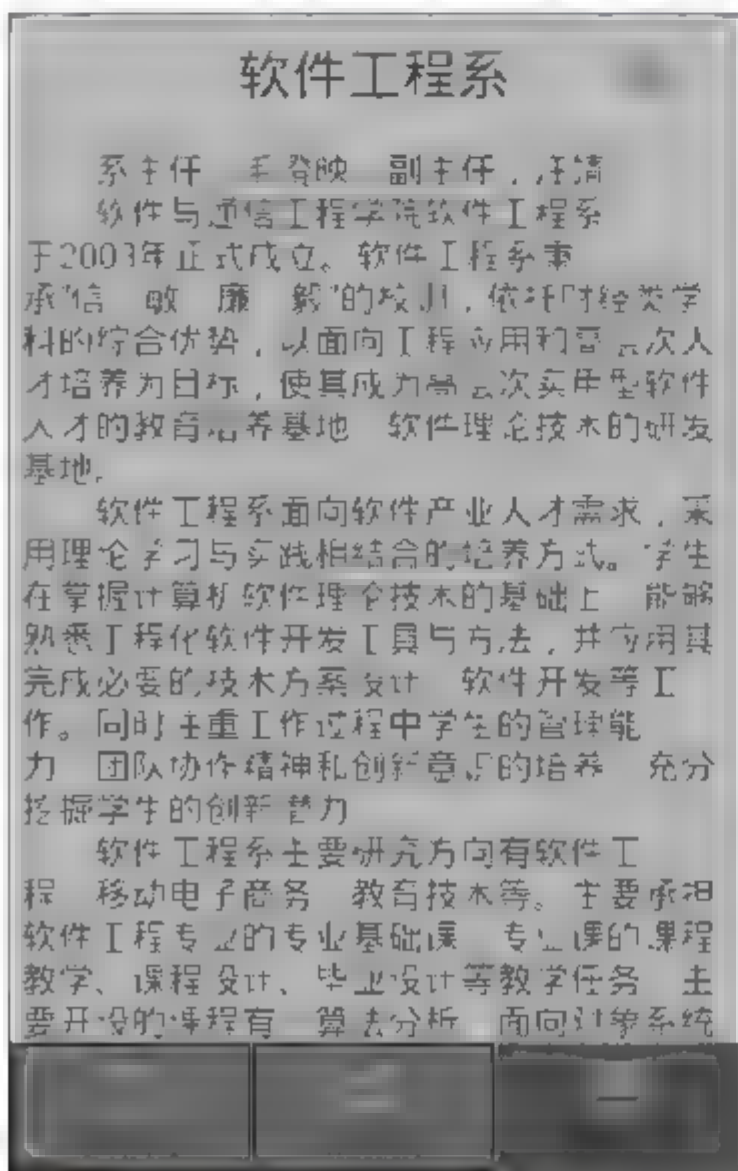 软件工程系
系主任 毛登映 副主任，汪清
软件与通信工程学院软件工程系
于2003年正式成立。软件工程系秉
承"信 敏 廉 毅"的校训，依托财经类学
科的综合优势，以面向工程应用和高层次人
才培养为目标，使其成为高层次实用型软件
人才的教育培养基地 软件理论技术的研发
基地。
软件工程系面向软件产业人才需求，采
用理论学习与实践相结合的培养方式。学生
在掌握计算机软件理论技术的基础上 能够
熟悉工程化软件开发工具与方法，并应用其
完成必要的技术方案设计 软件开发等工
作。同时注重工作过程中学生的管理能
力 团队协作精神和创新意识的培养 充分
挖掘学生的创新潜力
软件工程系主要研究方向有软件工
程 移动电子商务 教育技术等。主要承担
软件工程专业的专业基础课 专业课的课程
教学、课程设计、毕业设计等教学任务 主
要开设的课程有 算法分析 面向对象系统